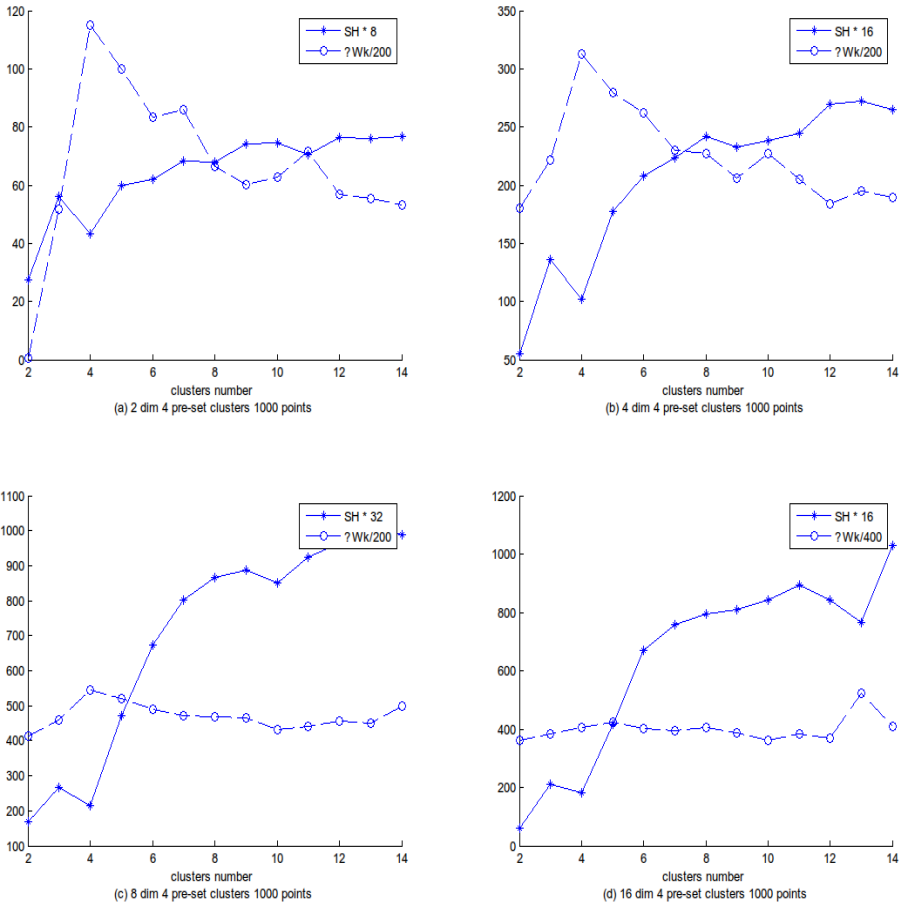 120
100
80
60
40
20
0
2 4 6 8 10 12 14
SH * 8
?Wk/200
clusters number
(a) 2 dim 4 pre-set clusters 1000 points
350
300
250
200
150
100
50
2 4 6 8 10 12 14
SH * 16
?Wk/200
clusters number
(b) 4 dim 4 pre-set clusters 1000 points
1100
1000
900
800
700
600
500
400
300
200
100
2 4 6 8 10 12 14
SH * 32
?Wk/200
clusters number
(c) 8 dim 4 pre-set clusters 1000 points
1200
1000
800
600
400
200
0
2 4 6 8 10 12 14
SH * 16
?Wk/400
clusters number
(d) 16 dim 4 pre-set clusters 1000 points